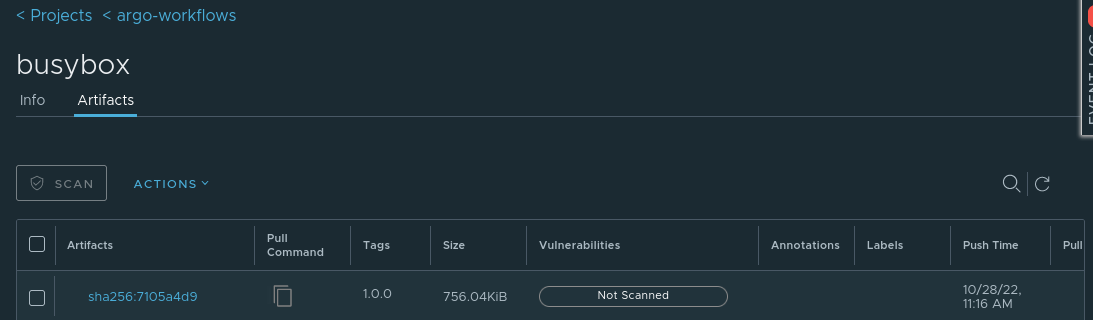 < Projects < argo-workflows
busybox
Info Artifacts
SCAN ACTIONS
Artifacts Pull Command Tags Size Vulnerabilities Annotations Labels Push Time Pull
sha256:7105a4d9 1.0.0 756.04KiB Not Scanned 10/28/22, 11:16 AM
EVENT LOG